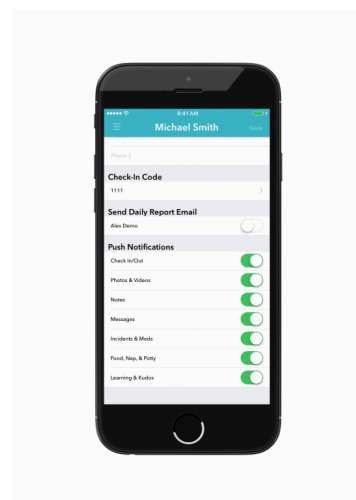 9:41 AM
Michael Smith
Save
Phone 2
Check-In Code
1111
Send Daily Report Email
Alex Demo
Push Notifications
Check In/Out
Photos & Videos
Notes
Messages
Incidents & Meds
Food, Nap, & Potty
Learning & Kudos